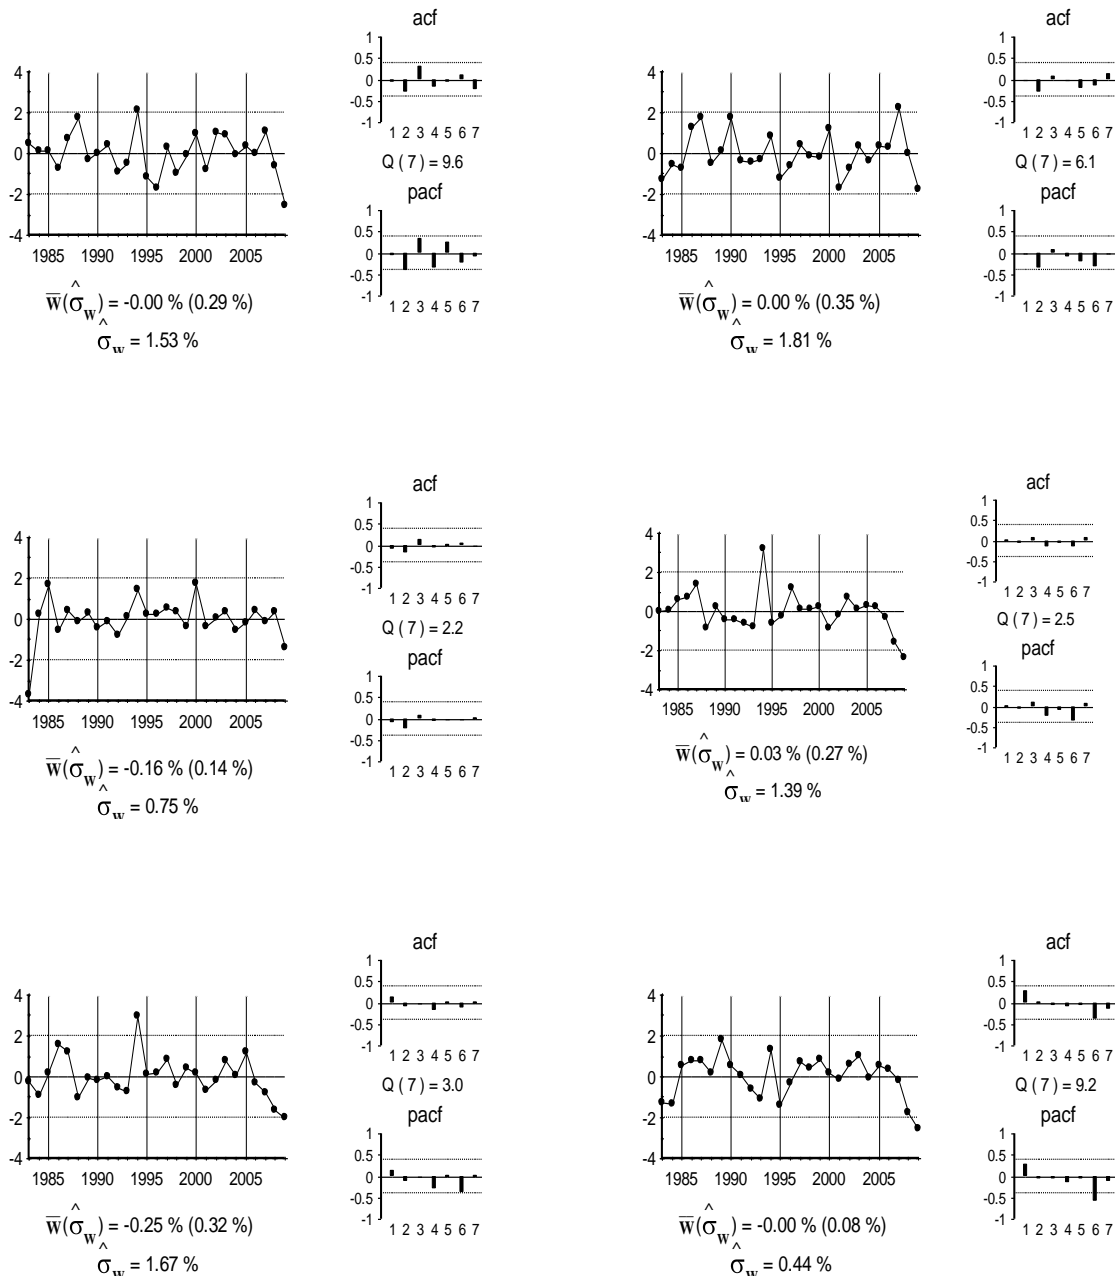 acf
1
0.5
0
-0.5
-1
1 2 3 4 5 6 7
Q ( 7 ) = 9.6
pacf
1
0.5
0
-0.5
-1
1 2 3 4 5 6 7
4
2
0
-2
-4
1985 1990 1995 2000 2005
w̅(σ̂w) = -0.00 % (0.29 %)
σ̂w = 1.53 %
acf
1
0.5
0
-0.5
-1
1 2 3 4 5 6 7
Q ( 7 ) = 6.1
pacf
1
0.5
0
-0.5
-1
1 2 3 4 5 6 7
4
2
0
-2
-4
1985 1990 1995 2000 2005
w̅(σ̂w) = 0.00 % (0.35 %)
σ̂w = 1.81 %
acf
1
0.5
0
-0.5
-1
1 2 3 4 5 6 7
Q ( 7 ) = 2.2
pacf
1
0.5
0
-0.5
-1
1 2 3 4 5 6 7
4
2
0
-2
-4
1985 1990 1995 2000 2005
w̅(σ̂w) = -0.16 % (0.14 %)
σ̂w = 0.75 %
acf
1
0.5
0
-0.5
-1
1 2 3 4 5 6 7
Q ( 7 ) = 2.5
pacf
1
0.5
0
-0.5
-1
1 2 3 4 5 6 7
4
2
0
-2
-4
1985 1990 1995 2000 2005
w̅(σ̂w) = 0.03 % (0.27 %)
σ̂w = 1.39 %
acf
1
0.5
0
-0.5
-1
1 2 3 4 5 6 7
Q ( 7 ) = 3.0
pacf
1
0.5
0
-0.5
-1
1 2 3 4 5 6 7
4
2
0
-2
-4
1985 1990 1995 2000 2005
w̅(σ̂w) = -0.25 % (0.32 %)
σ̂w = 1.67 %
acf
1
0.5
0
-0.5
-1
1 2 3 4 5 6 7
Q ( 7 ) = 9.2
pacf
1
0.5
0
-0.5
-1
1 2 3 4 5 6 7
4
2
0
-2
-4
1985 1990 1995 2000 2005
w̅(σ̂w) = -0.00 % (0.08 %)
σ̂w = 0.44 %